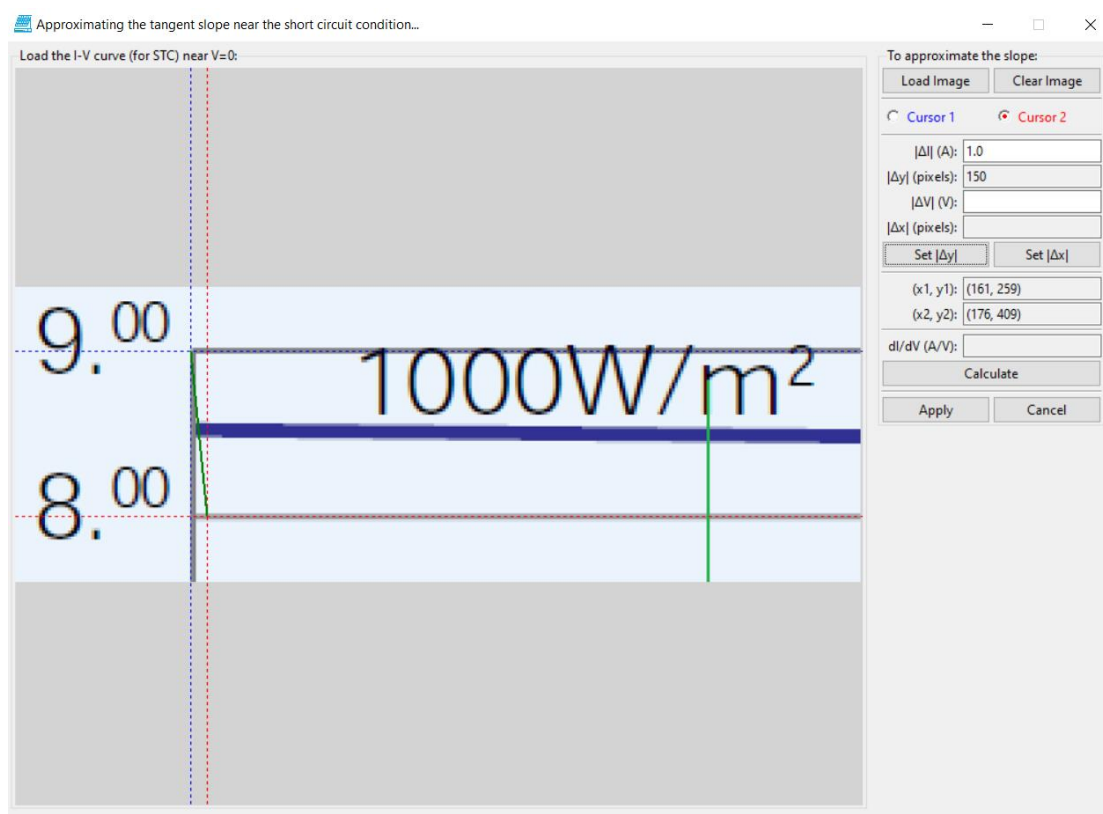 Approximating the tangent slope near the short circuit condition...
Load the I-V curve (for STC) near V=0:
9.00
1000W/m²
8.00
To approximate the slope:
Load Image Clear Image
Cursor 1 Cursor 2
|ΔI| (A): 1.0
|Δy| (pixels): 150
|ΔV| (V):
|Δx| (pixels):
Set |Δy| Set |Δx|
(x1, y1): (161, 259)
(x2, y2): (176, 409)
dI/dV (A/V):
Calculate
Apply Cancel